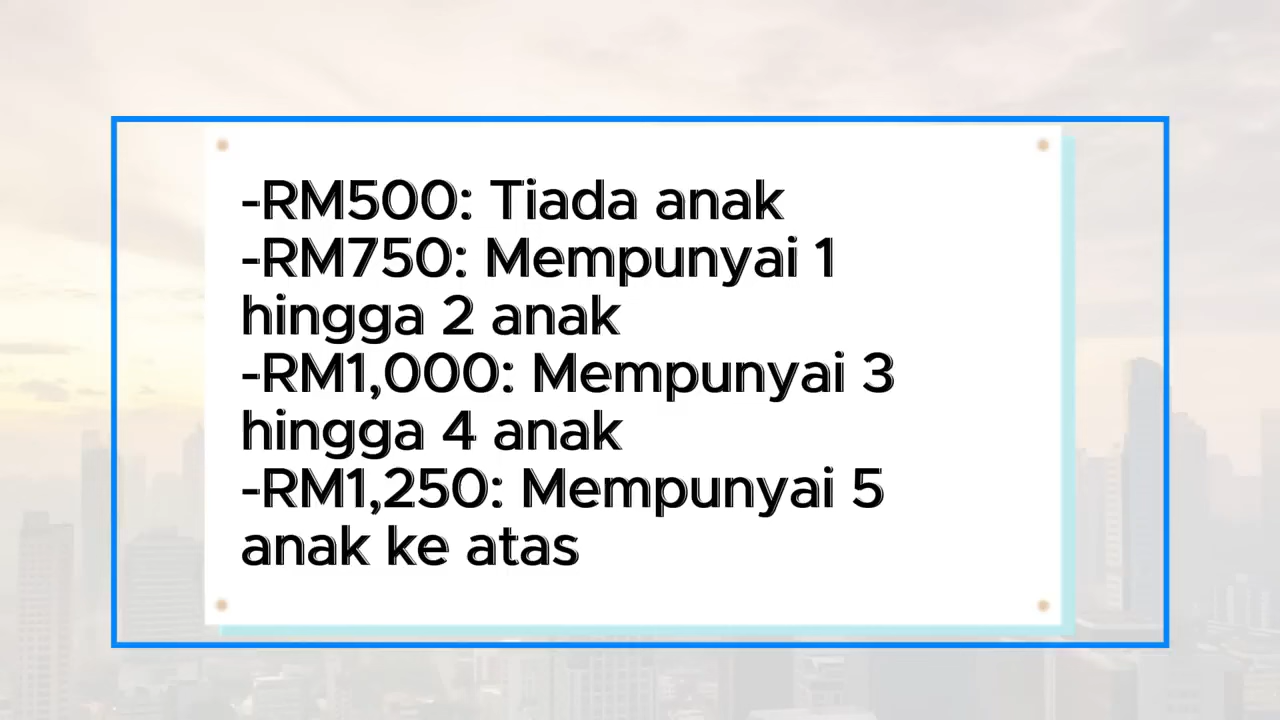 -RM500: Tiada anak
-RM750: Mempunyai 1
hingga 2 anak
-RM1,000: Mempunyai 3
hingga 4 anak
-RM1,250: Mempunyai 5
anak ke atas